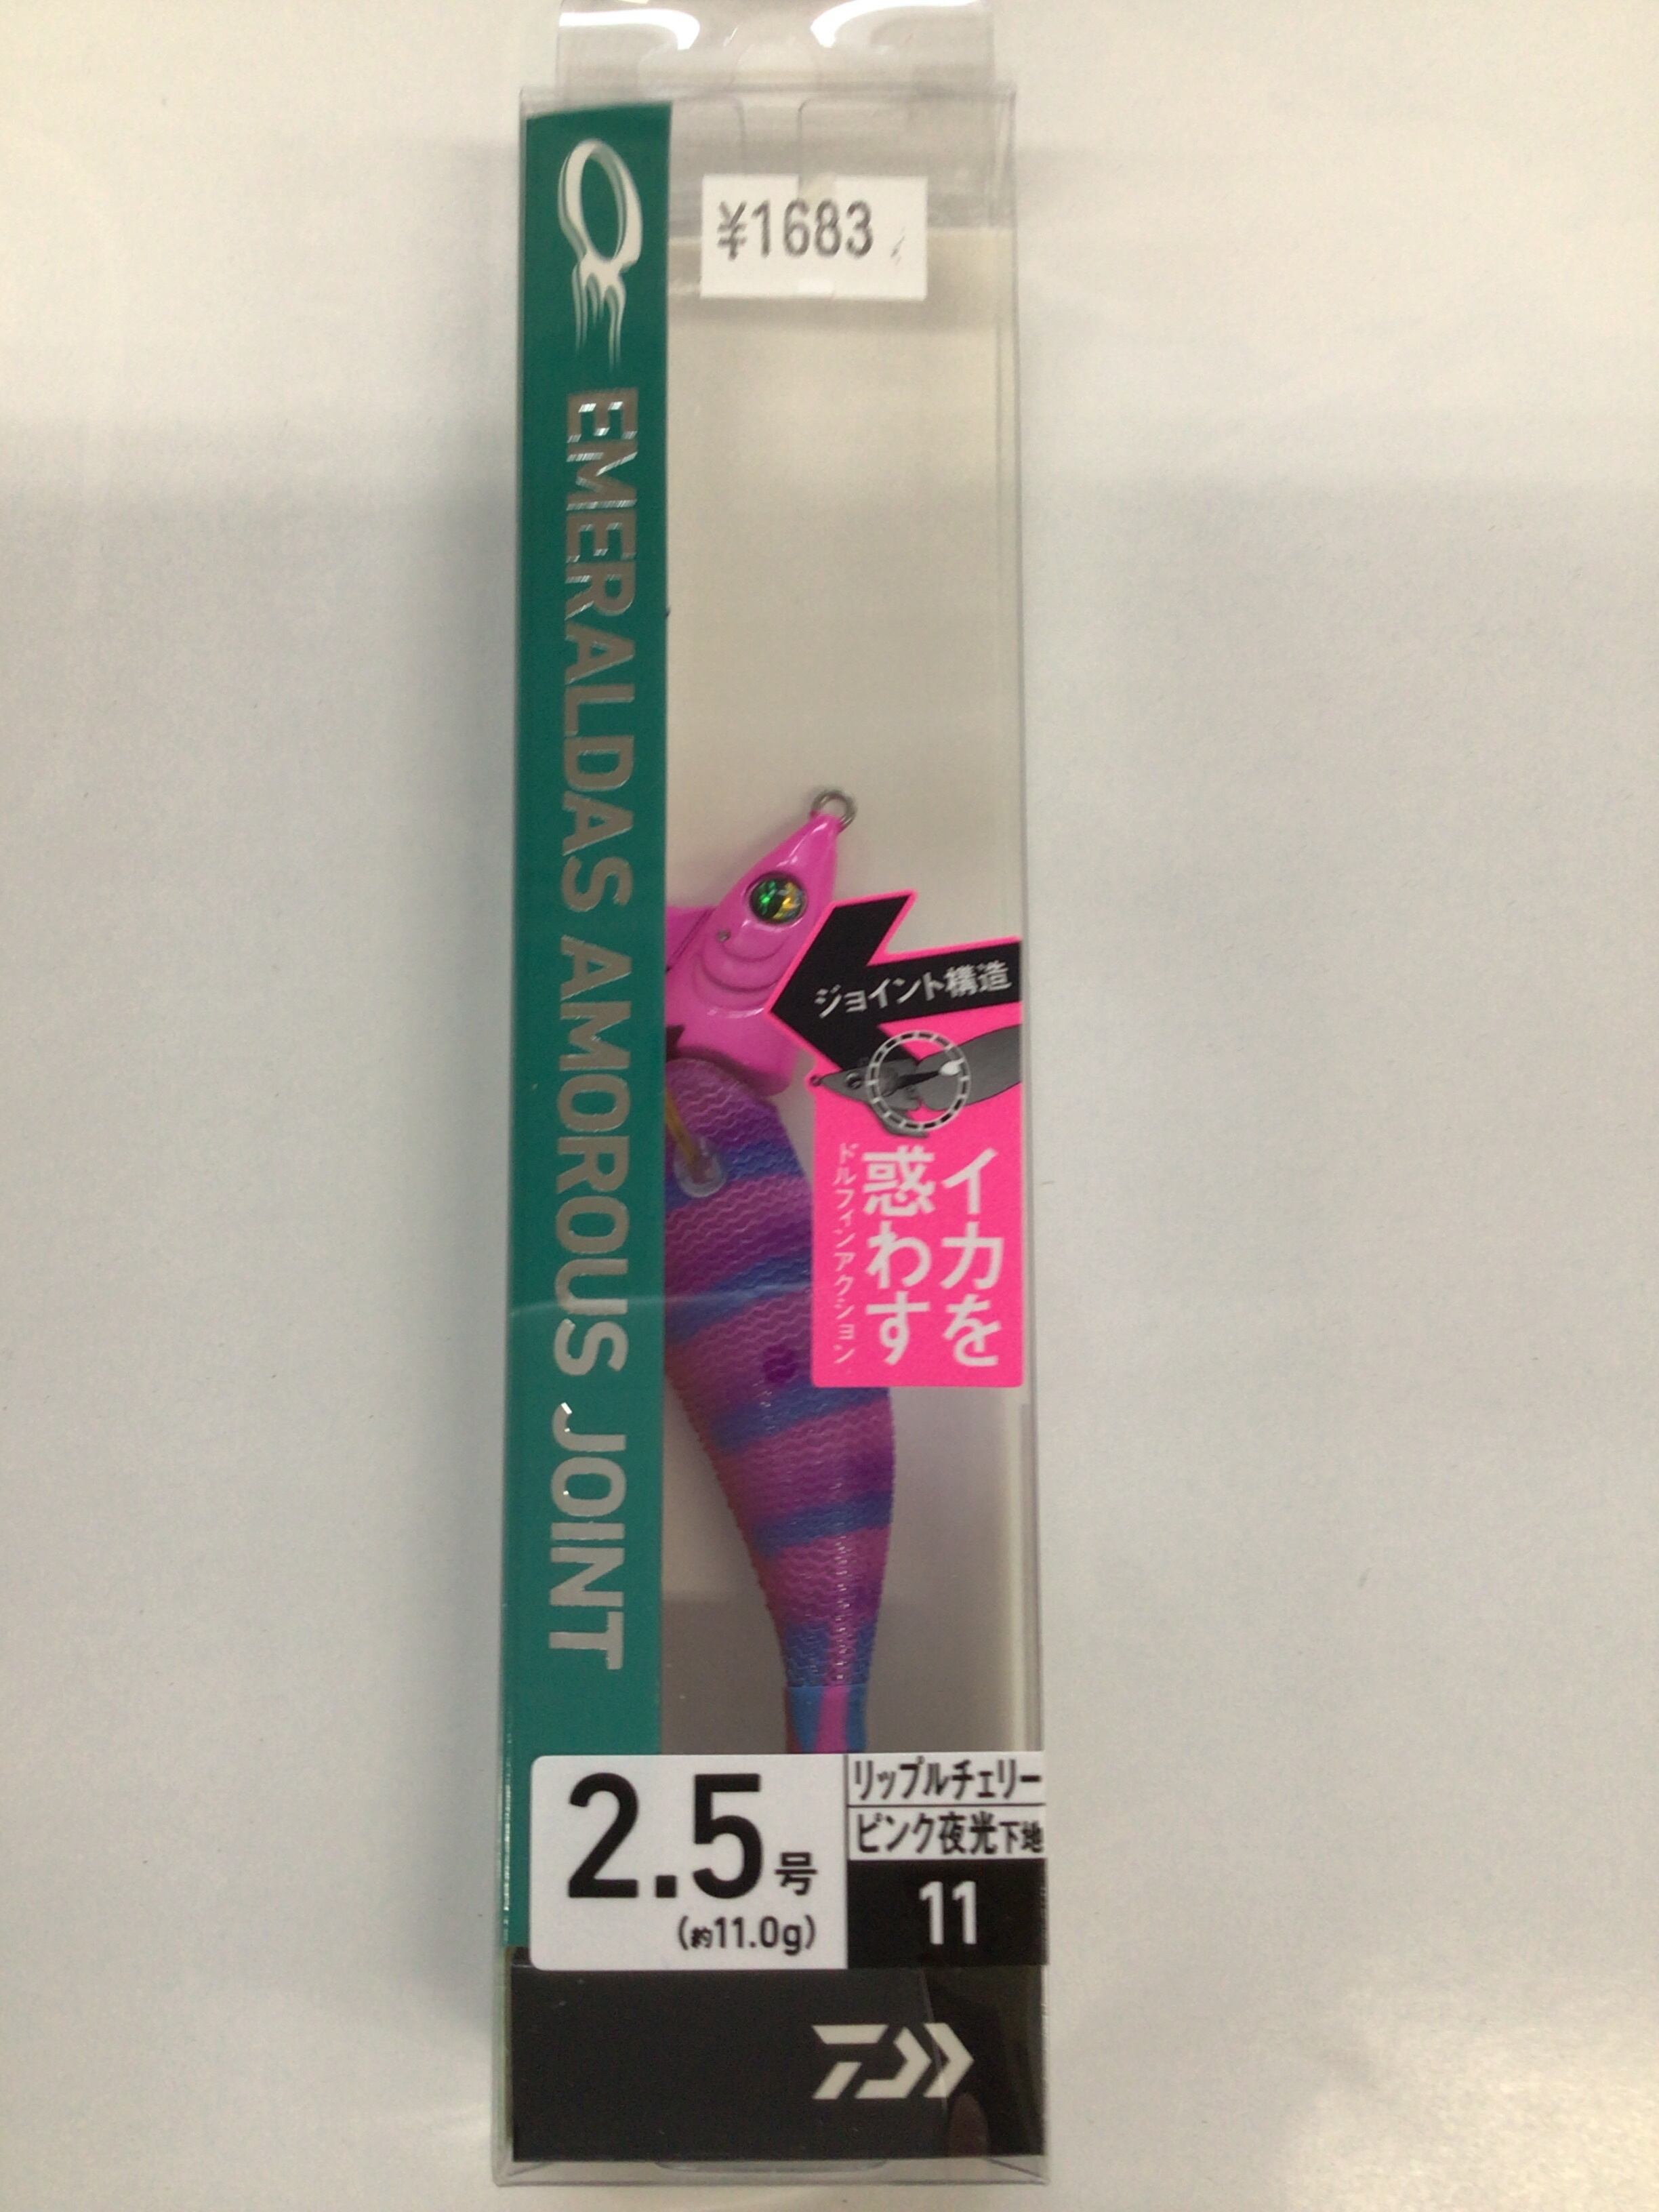 ¥1683
EMERALDAS AMOROUS JOINT
ジョイント構造
イカを
惑わす
ドルフィンアクション
2.5号
(約11.0g)
リップルチェリー
ピンク夜光下地
11